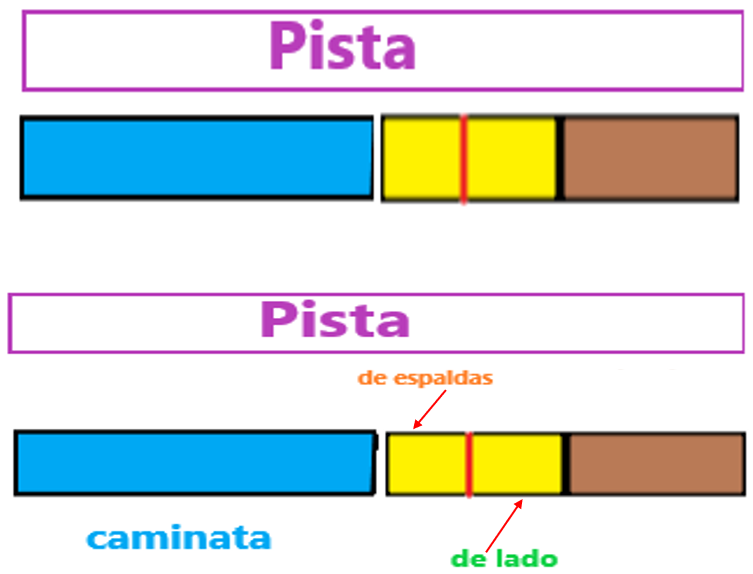 Pista
Pista
de espaldas
caminata
de lado